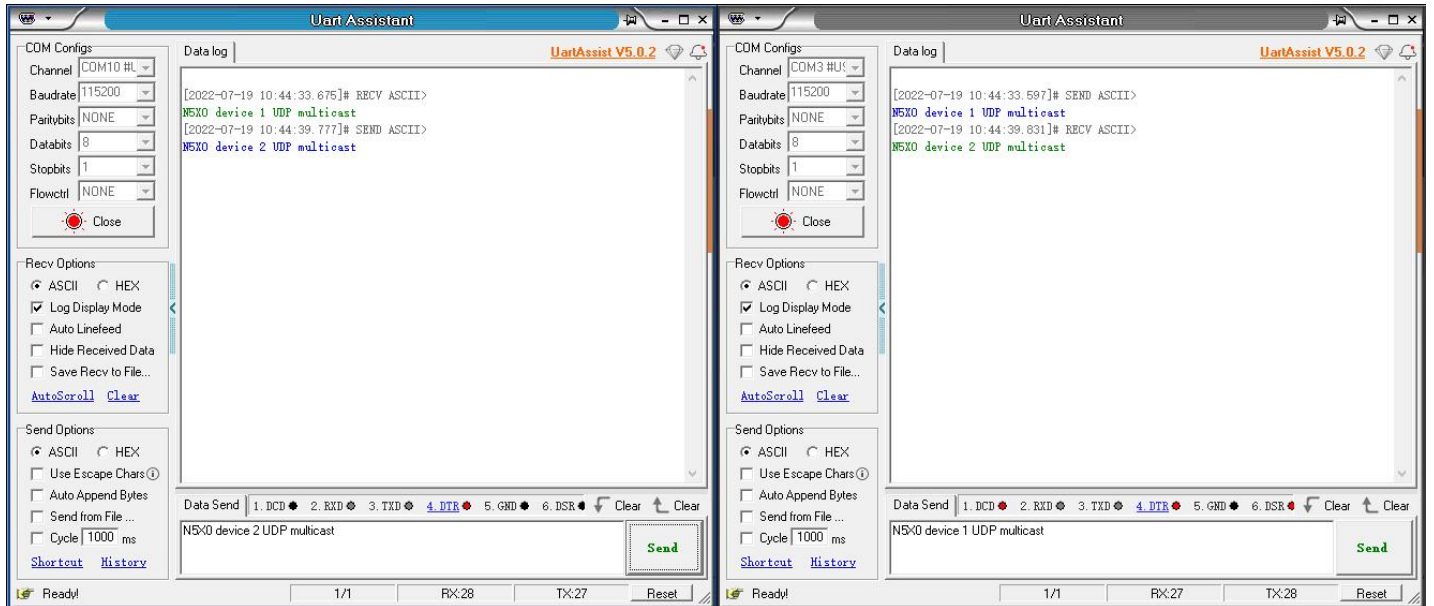 Uart Assistant
COM Configs
Channel COM10 #U
Baudrate 115200
Paritybits NONE
Databits 8
Stopbits 1
Flowctrl NONE
Close
Recv Options
ASCII HEX
Log Display Mode
Auto Linefeed
Hide Received Data
Save Recv to File...
AutoScroll Clear
Send Options
ASCII HEX
Use Escape Chars
Auto Append Bytes
Send from File ...
Cycle 1000 ms
Shortcut History
Data log
UartAssist V5.0.2
[2022-07-19 10:44:33.675]# RECV ASCII>
N5X0 device 1 UDP multicast
[2022-07-19 10:44:39.777]# SEND ASCII>
N5X0 device 2 UDP multicast
Data Send 1. DCD 2. RXD 3. TXD 4. DTR 5. GND 6. DSR Clear Clear
N5X0 device 2 UDP multicast
Send
Ready! 1/1 RX:28 TX:27 Reset
Uart Assistant
COM Configs
Channel COM3 #US
Baudrate 115200
Paritybits NONE
Databits 8
Stopbits 1
Flowctrl NONE
Close
Recv Options
ASCII HEX
Log Display Mode
Auto Linefeed
Hide Received Data
Save Recv to File...
AutoScroll Clear
Send Options
ASCII HEX
Use Escape Chars
Auto Append Bytes
Send from File ...
Cycle 1000 ms
Shortcut History
Data log
UartAssist V5.0.2
[2022-07-19 10:44:33.597]# SEND ASCII>
N5X0 device 1 UDP multicast
[2022-07-19 10:44:39.831]# RECV ASCII>
N5X0 device 2 UDP multicast
Data Send 1. DCD 2. RXD 3. TXD 4. DTR 5. GND 6. DSR Clear Clear
N5X0 device 1 UDP multicast
Send
Ready! 1/1 RX:27 TX:28 Reset